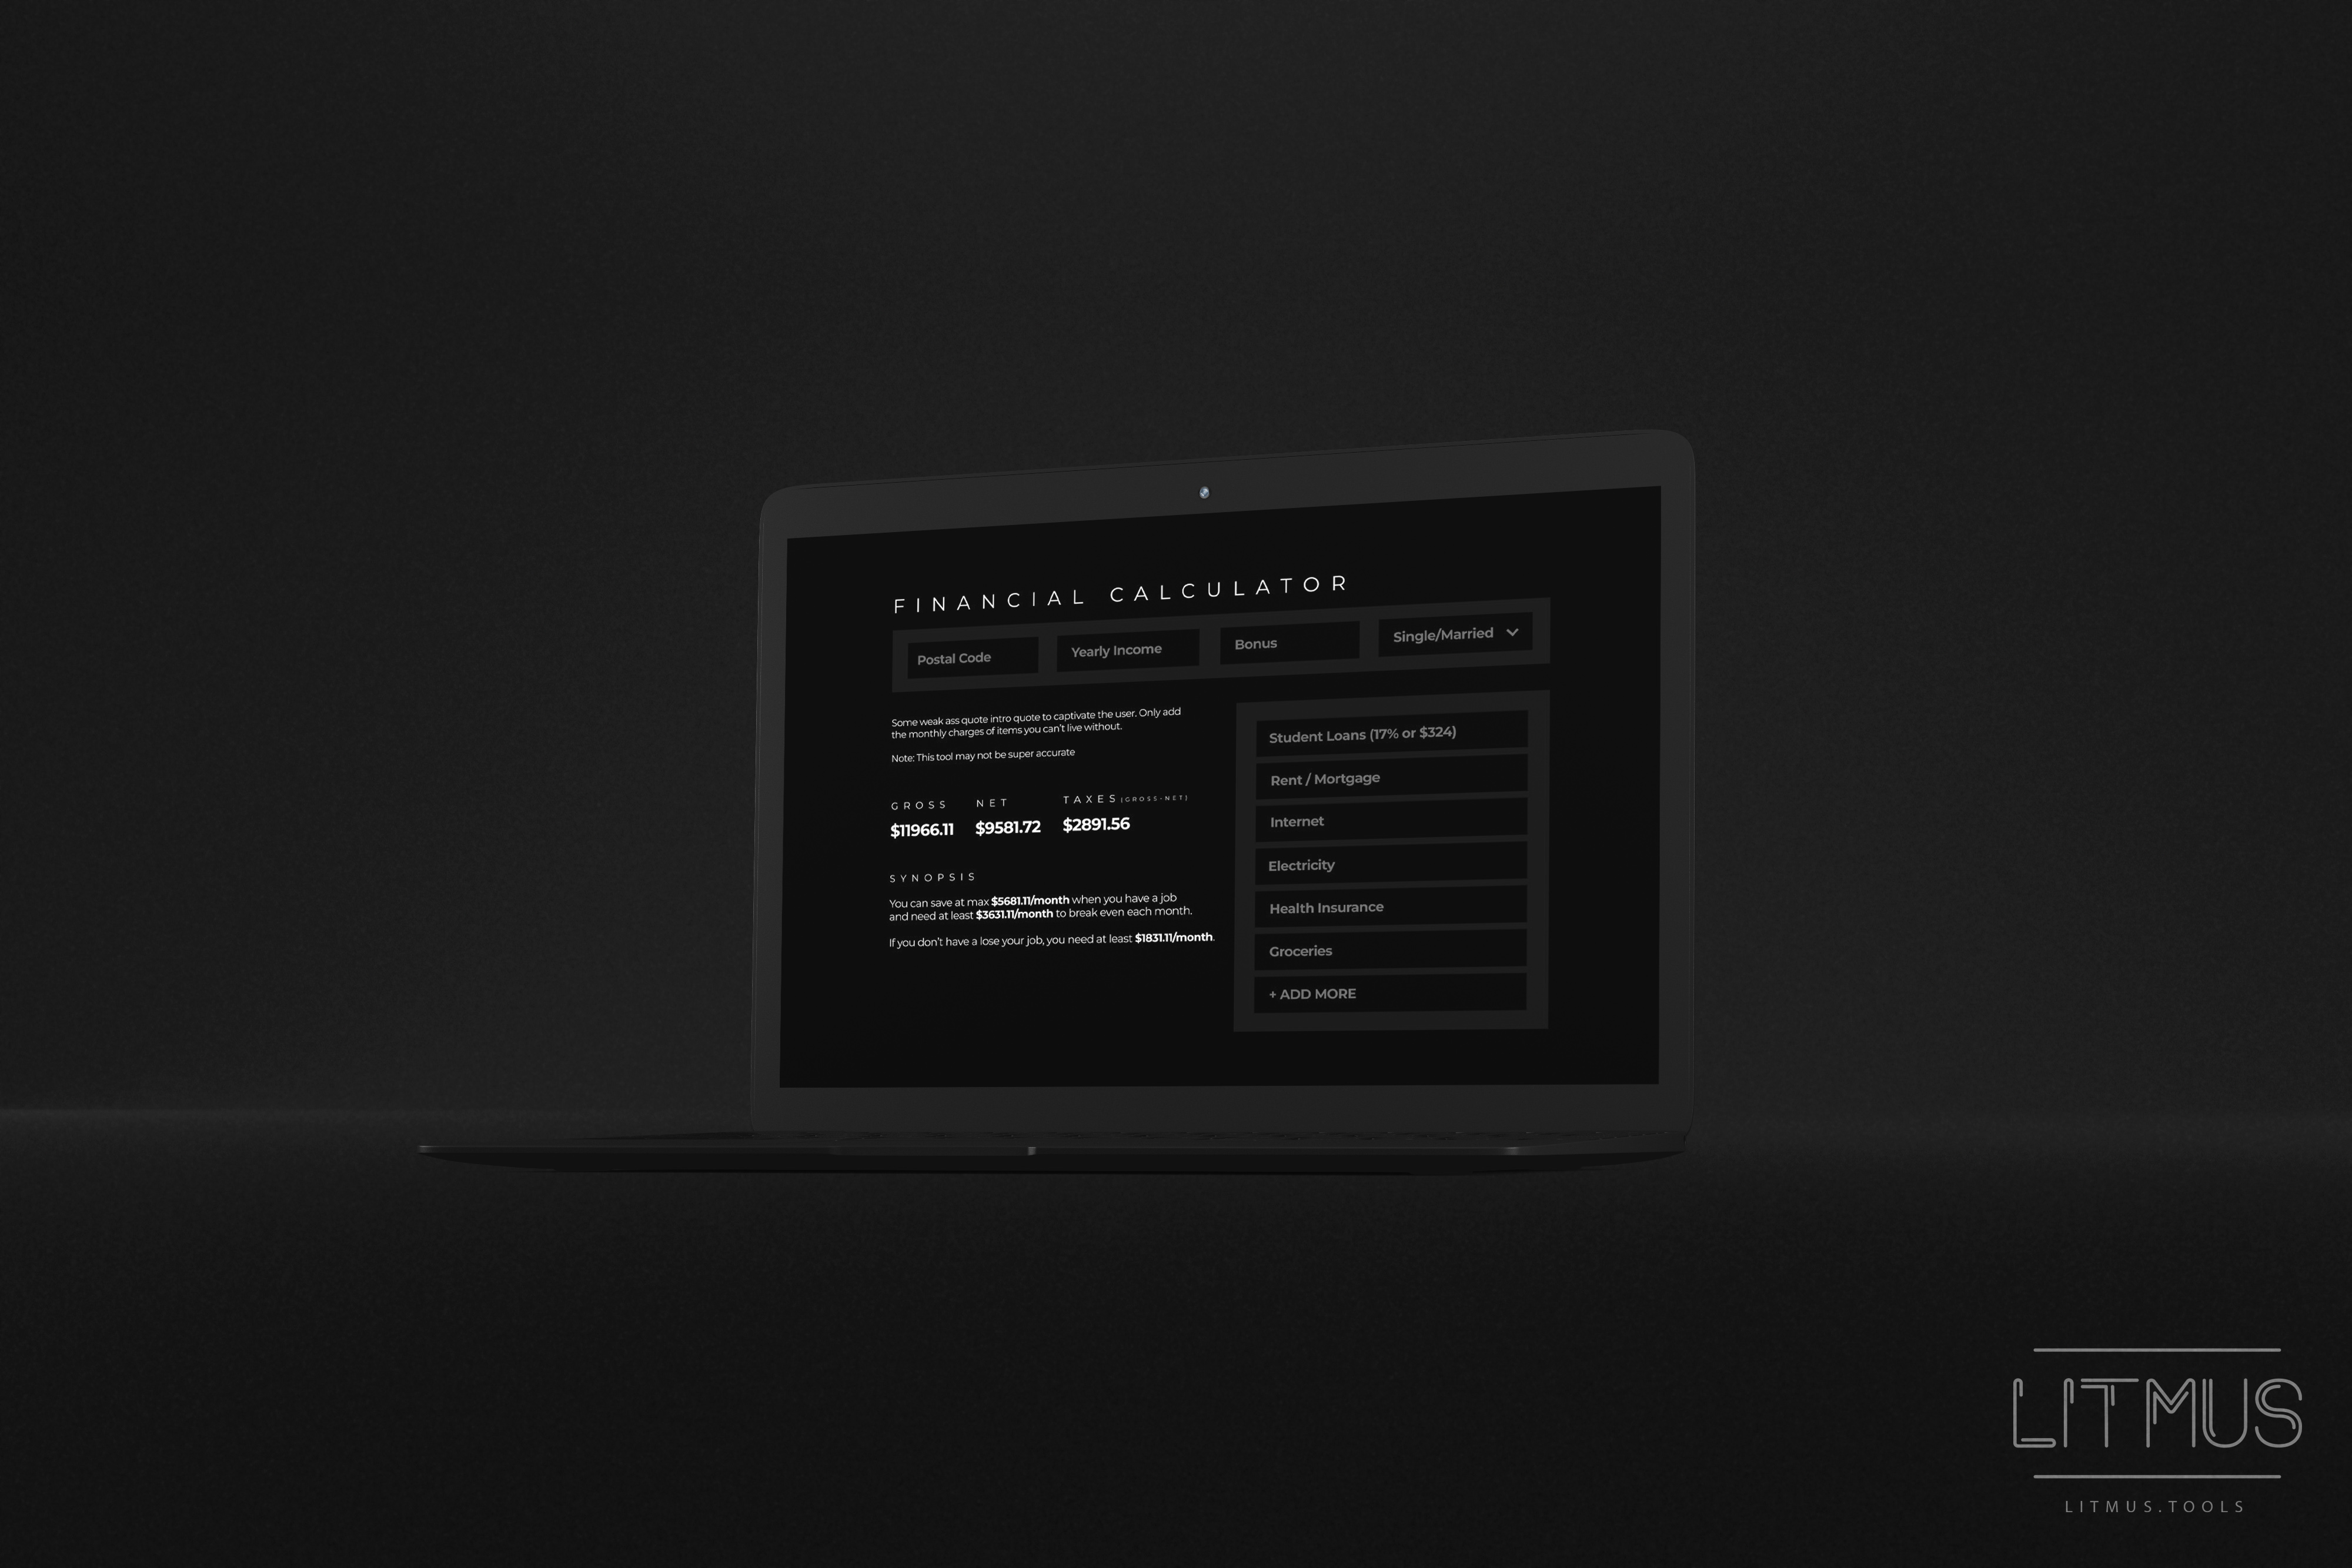 FINANCIAL CALCULATOR
Postal Code
Yearly Income
Bonus
Single/Married
Some weak ass quote intro quote to captivate the user. Only add
the monthly charges of items you can't live without.
Note: This tool may not be super accurate
GROSS
NET
TAXES (GROSS-NET)
$11966.11
$9581.72
$2891.56
SYNOPSIS
You can save at max $5681.11/month when you have a job
and need at least $3631.11/month to break even each month.
If you don't have a lose your job, you need at least $1831.11/month.
Student Loans (17% or $324)
Rent / Mortgage
Internet
Electricity
Health Insurance
Groceries
+ ADD MORE
LITMUS
LITMUS.TOOLS